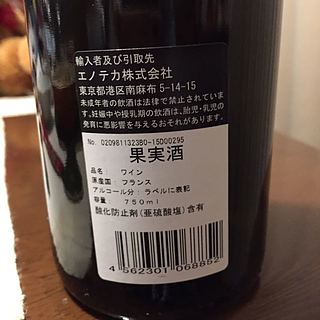 輸入者及び引取先
エノテカ株式会社
東京都港区南麻布 5-14-15
未成年者の飲酒は法律で禁止されていま
す。妊娠中や授乳期の飲酒は、胎児・乳児の
発育に悪影響を与えるおそれがあります。
No. 0209811323B0-15D00295
果実酒
品名: ワイン
原産国: フランス
アルコール分: ラベルに表記
容量: 750ml
酸化防止剤(亜硫酸塩)含有
4 562301 068852